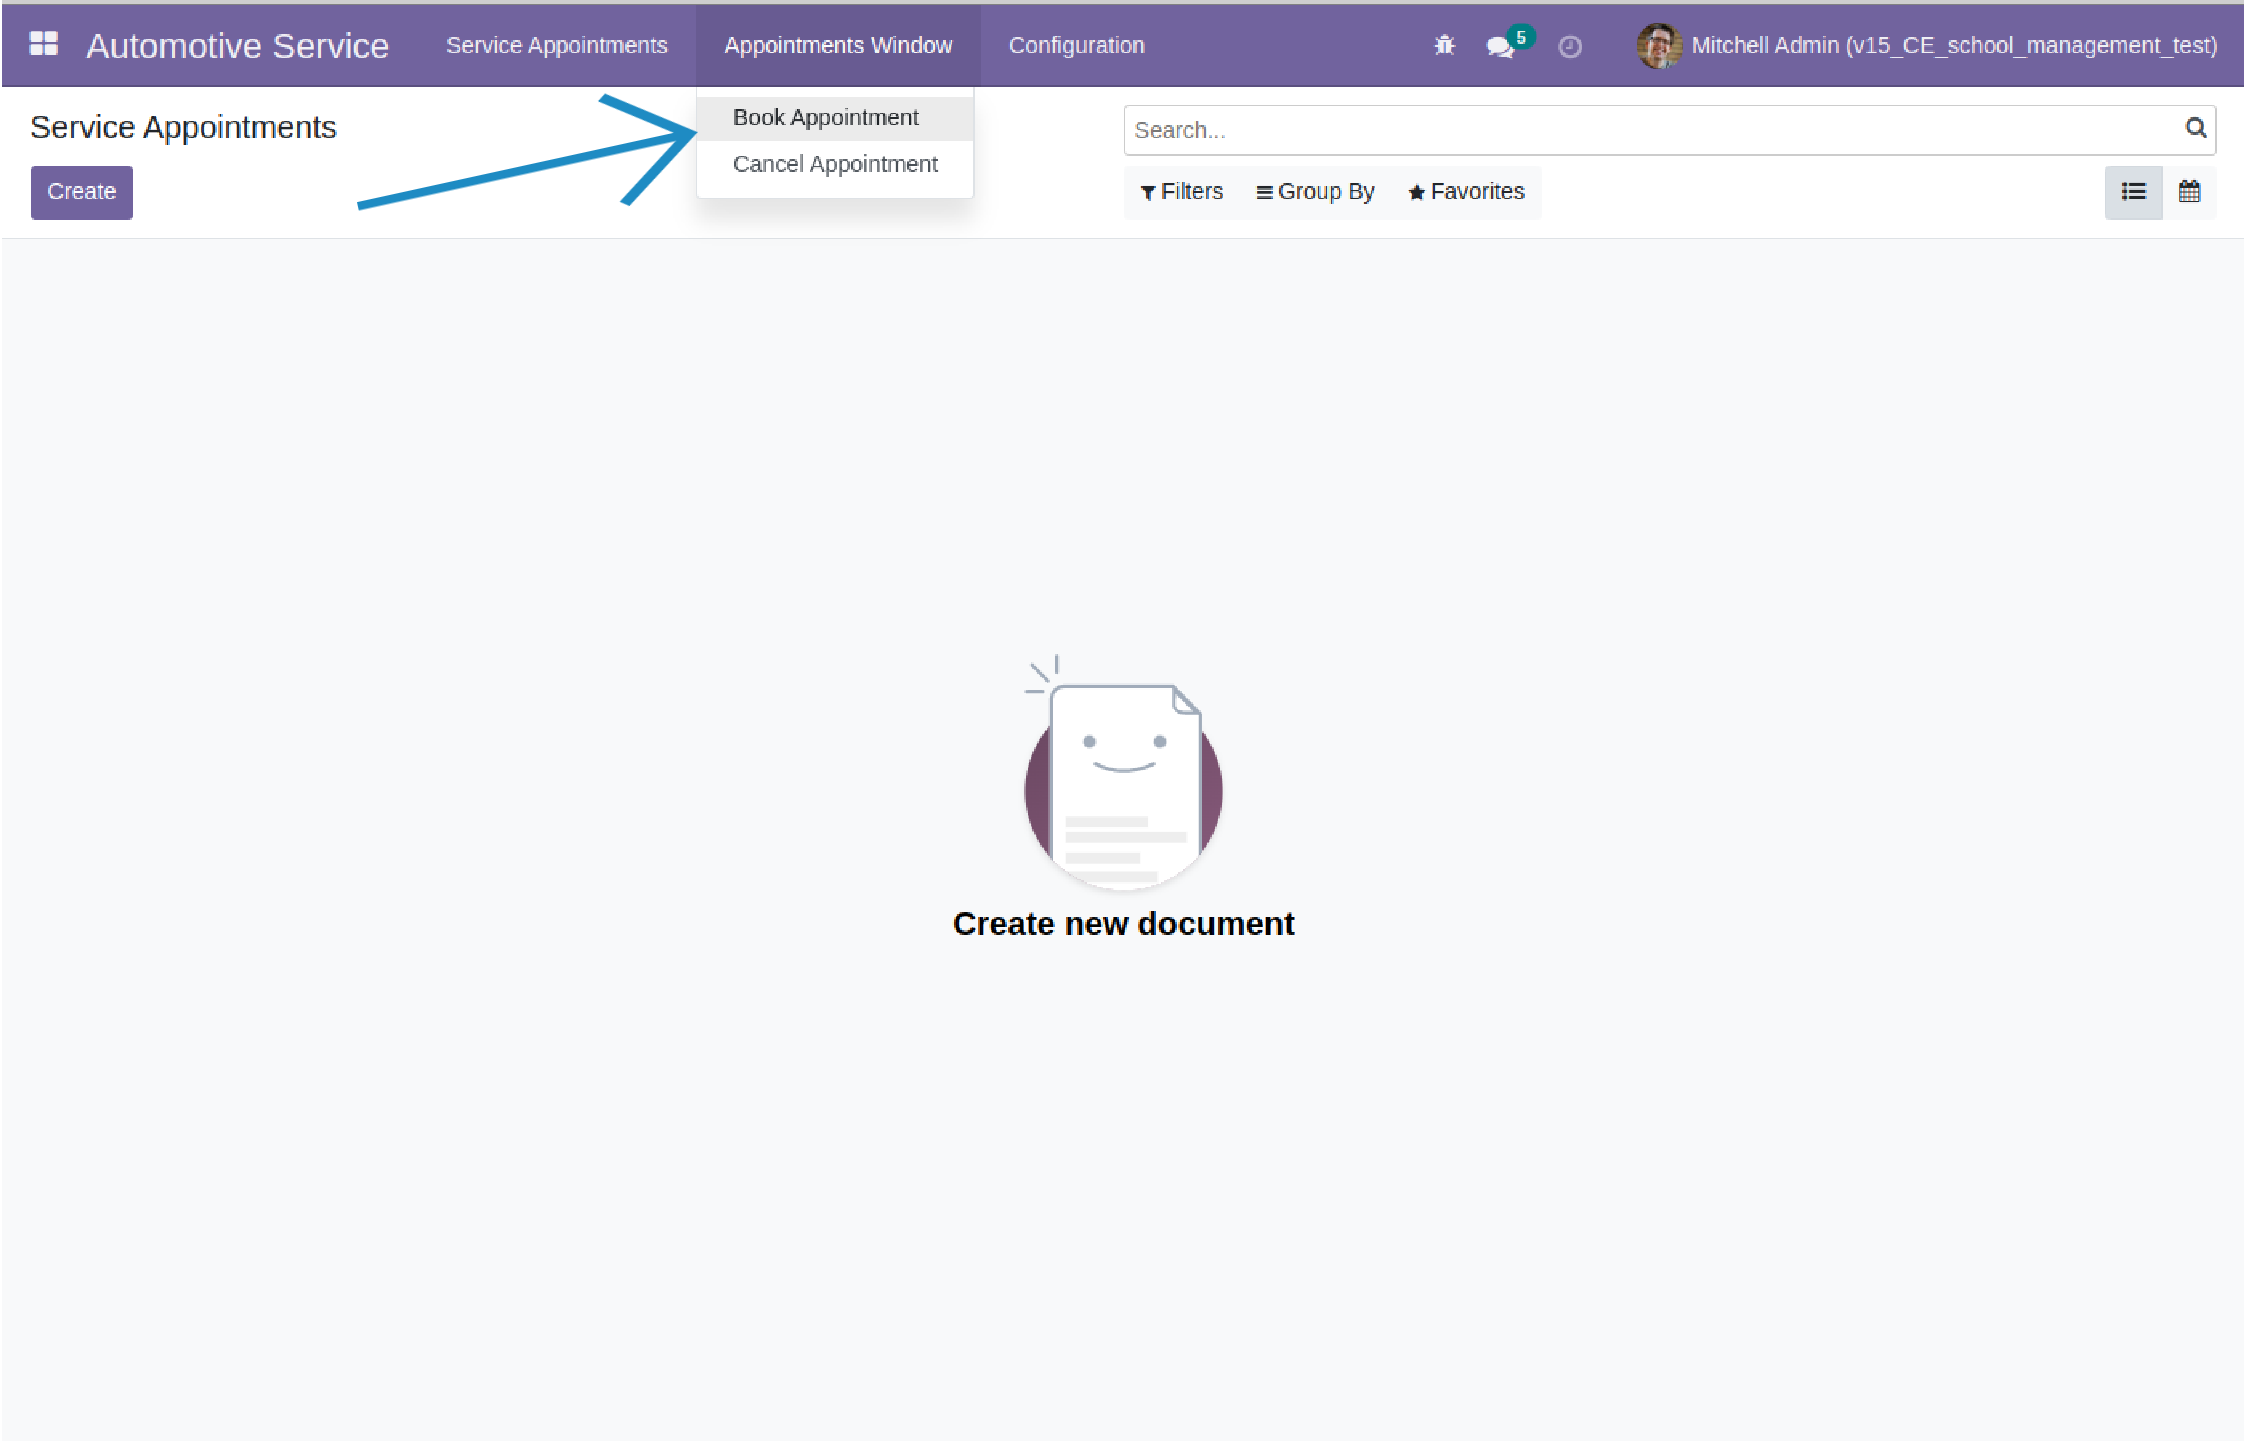 Automotive Service Service Appointments Appointments Window Configuration 5 Mitchell Admin (v15_CE_school_management_test)
Service Appointments
Book Appointment
Cancel Appointment
Search...
Create
Filters Group By Favorites
Create new document